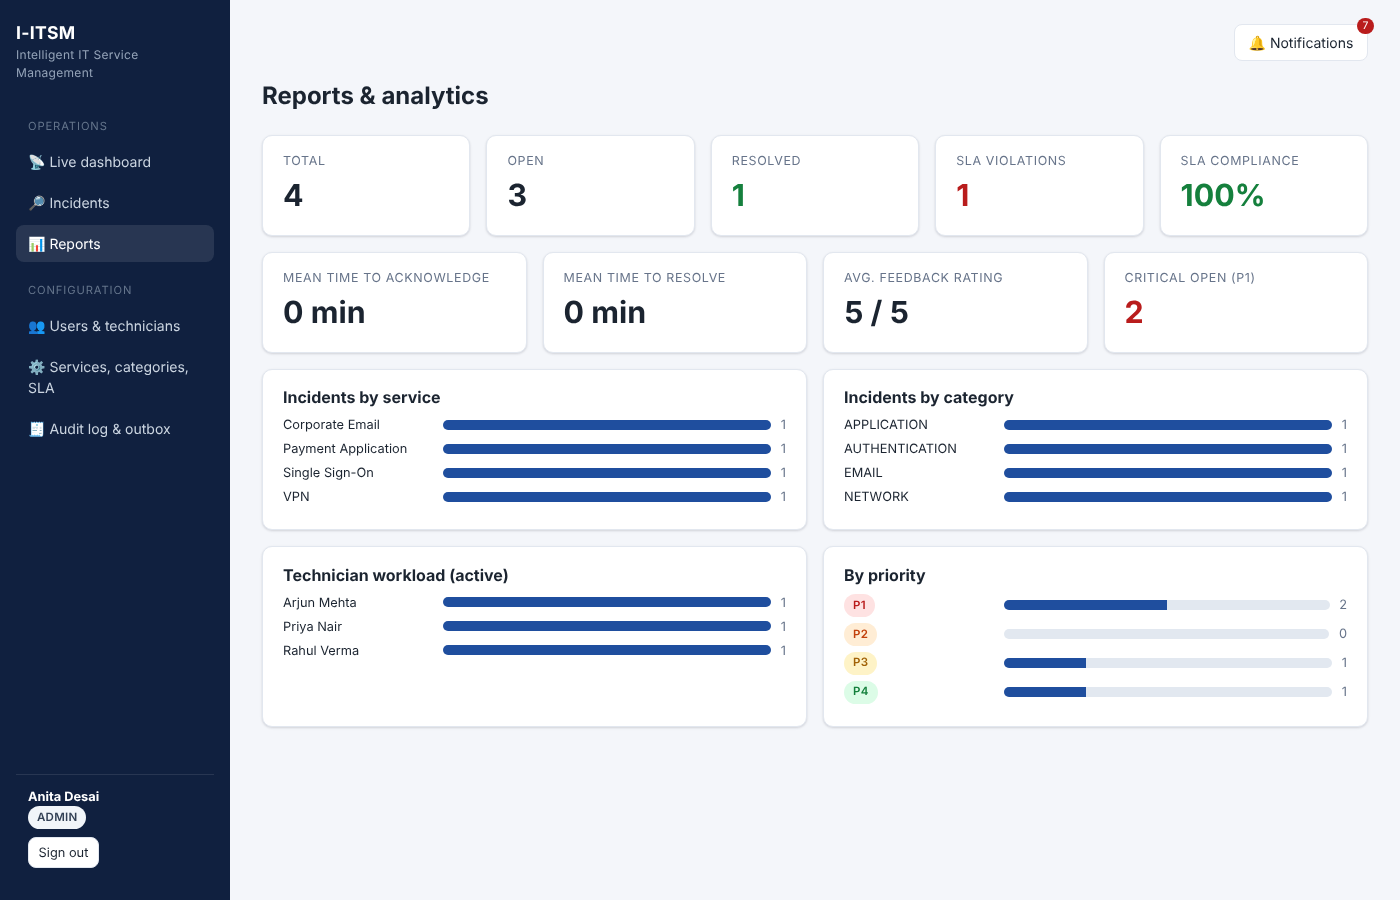 I-ITSM
Intelligent IT Service
Management
OPERATIONS
Live dashboard
Incidents
Reports
CONFIGURATION
Users & technicians
Services, categories,
SLA
Audit log & outbox
Anita Desai
ADMIN
Sign out
Notifications
7
Reports & analytics
TOTAL
4
OPEN
3
RESOLVED
1
SLA VIOLATIONS
1
SLA COMPLIANCE
100%
MEAN TIME TO ACKNOWLEDGE
0 min
MEAN TIME TO RESOLVE
0 min
AVG. FEEDBACK RATING
5 / 5
CRITICAL OPEN (P1)
2
Incidents by service
Corporate Email 1
Payment Application 1
Single Sign-On 1
VPN 1
Incidents by category
APPLICATION 1
AUTHENTICATION 1
EMAIL 1
NETWORK 1
Technician workload (active)
Arjun Mehta 1
Priya Nair 1
Rahul Verma 1
By priority
P1 2
P2 0
P3 1
P4 1